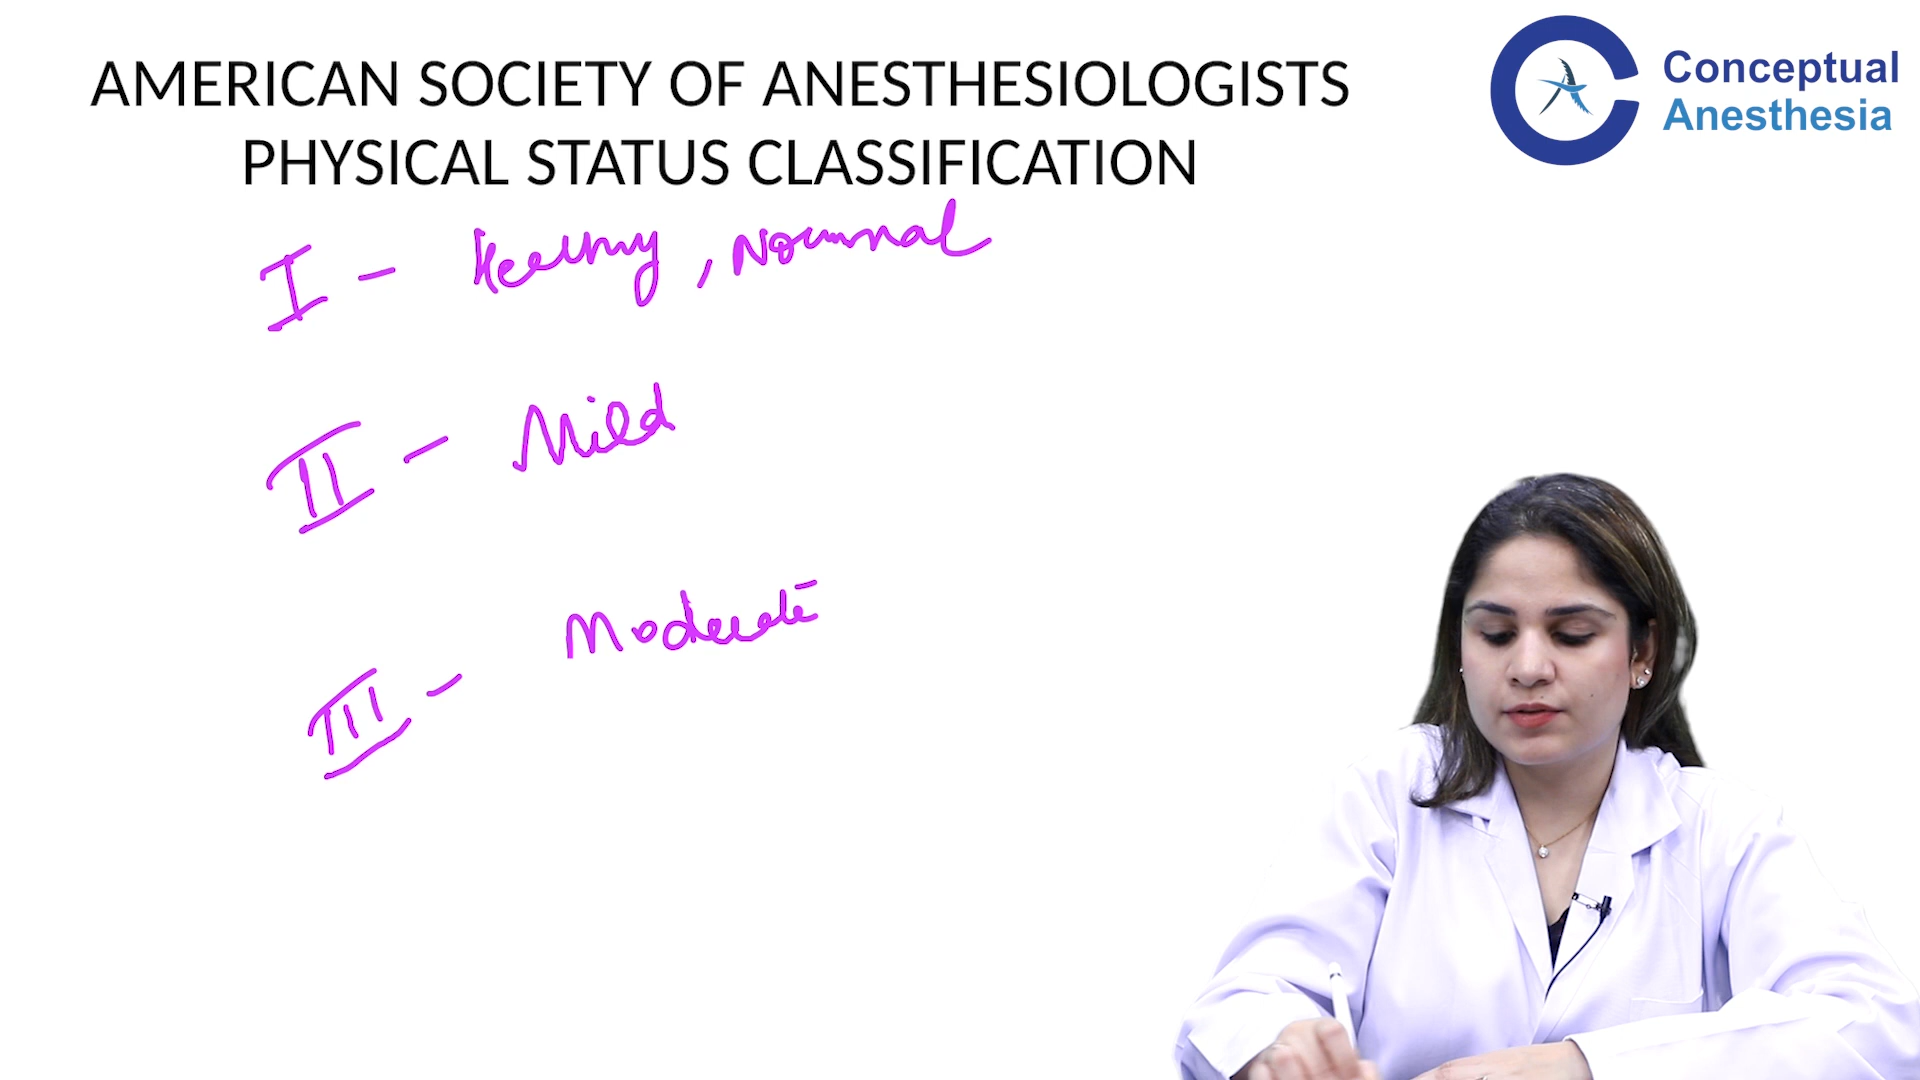 AMERICAN SOCIETY OF ANESTHESIOLOGISTS
PHYSICAL STATUS CLASSIFICATION
Conceptual
Anesthesia
I - Healthy, Normal
II - Mild
III - Moderate